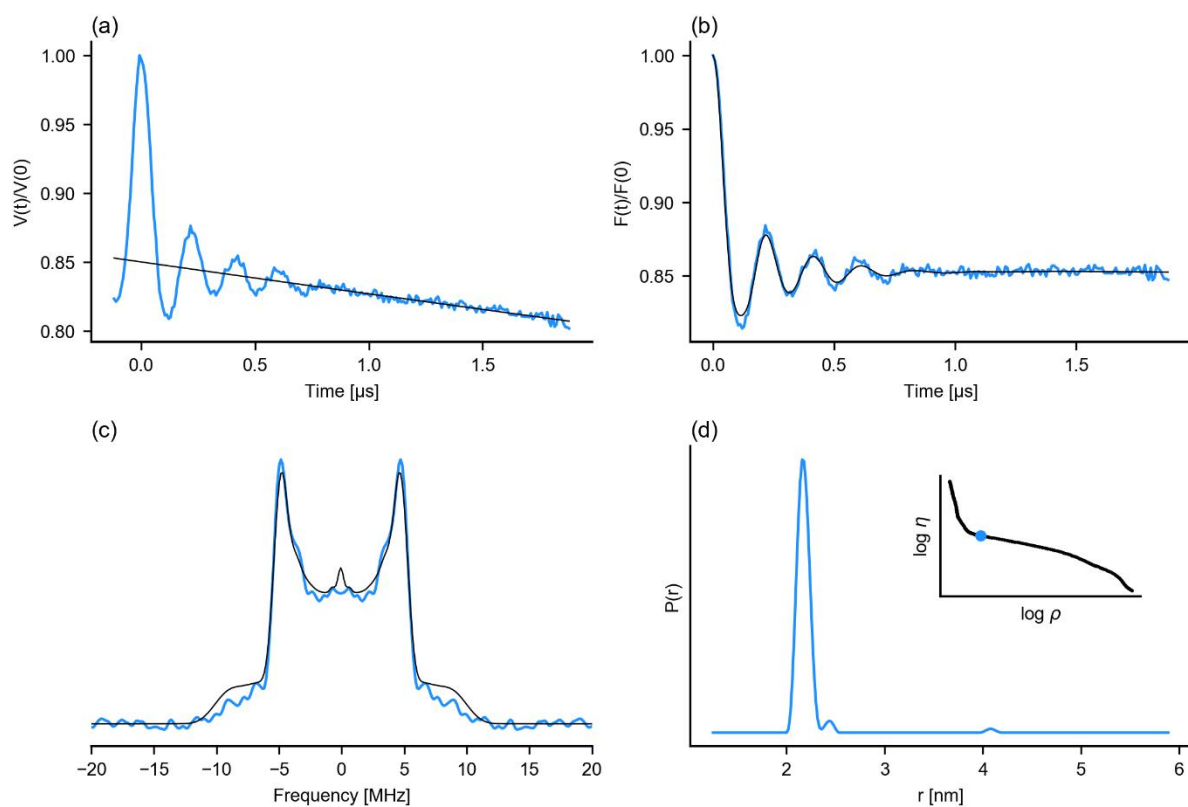 (a)
V(t)/V(0)
1.00
0.95
0.90
0.85
0.80
0.0
0.5
1.0
1.5
Time [µs]
(b)
F(t)/F(0)
1.00
0.95
0.90
0.85
0.0
0.5
1.0
1.5
Time [µs]
(c)
−20
−15
−10
−5
0
5
10
15
20
Frequency [MHz]
(d)
P(r)
log η
log ρ
2
3
4
5
6
r [nm]